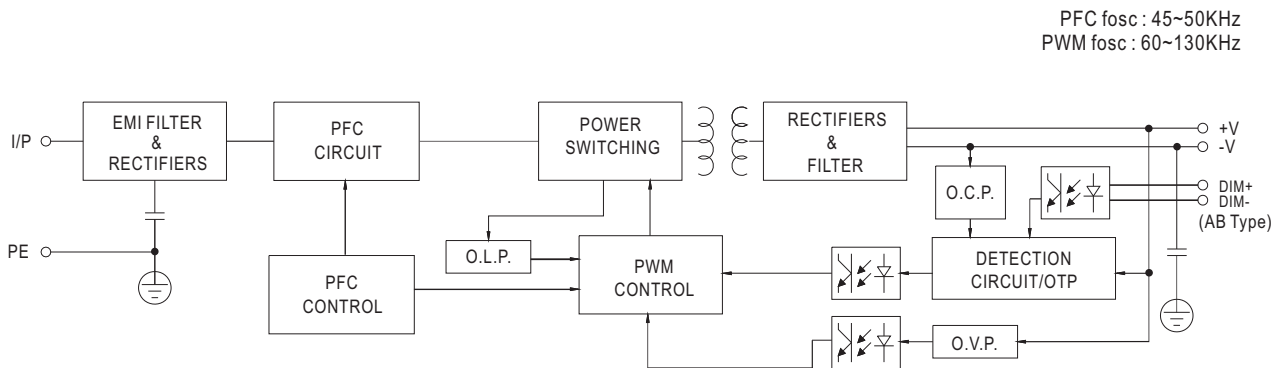 PFC fosc : 45~50KHz
PWM fosc : 60~130KHz
I/P
EMI FILTER
&
RECTIFIERS
PFC
CIRCUIT
POWER
SWITCHING
RECTIFIERS
&
FILTER
+V
-V
O.C.P.
DIM+
DIM-
(AB Type)
PE
O.L.P.
PFC
CONTROL
PWM
CONTROL
DETECTION
CIRCUIT/OTP
O.V.P.